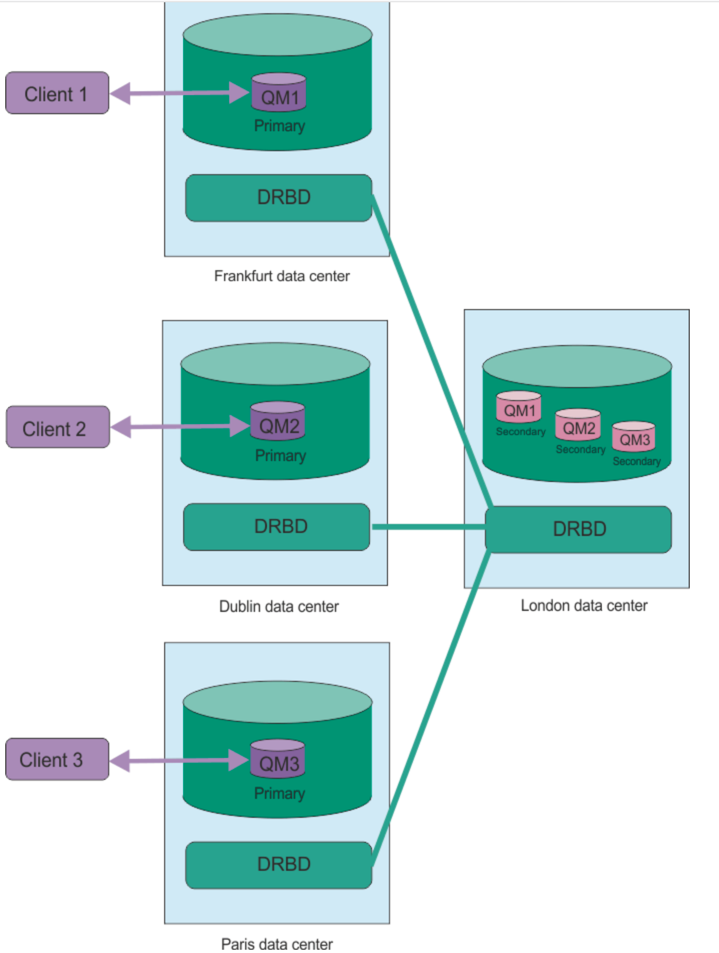 Client 1
QM1
Primary
DRBD
Frankfurt data center
Client 2
QM2
Primary
DRBD
Dublin data center
QM1
Secondary
QM2
Secondary
QM3
Secondary
DRBD
London data center
Client 3
QM3
Primary
DRBD
Paris data center